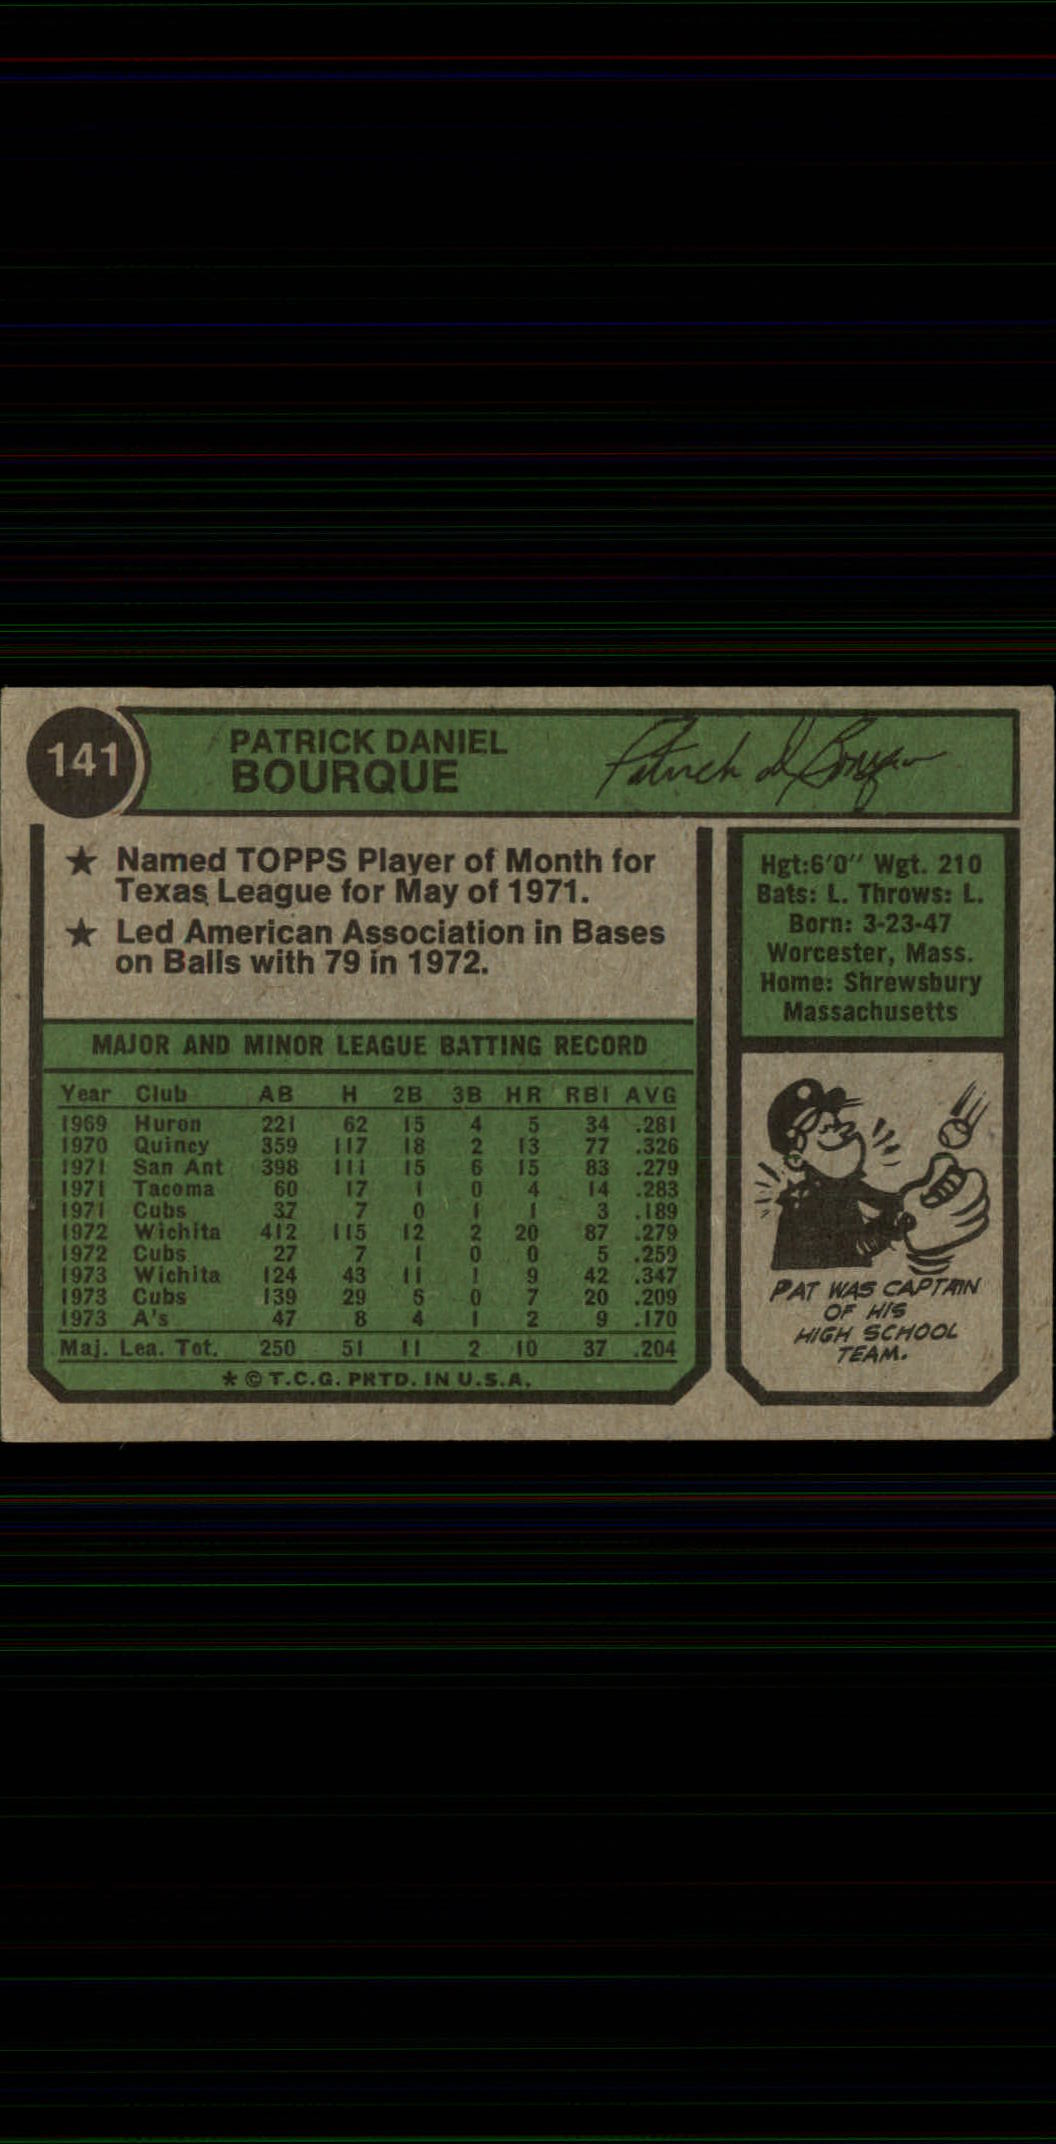 141
PATRICK DANIEL
BOURQUE
Patrick D Bourque
★ Named TOPPS Player of Month for
Texas League for May of 1971.
★ Led American Association in Bases
on Balls with 79 in 1972.
Hgt:6'0" Wgt. 210
Bats: L. Throws: L.
Born: 3-23-47
Worcester, Mass.
Home: Shrewsbury
Massachusetts
MAJOR AND MINOR LEAGUE BATTING RECORD
Year Club AB H 2B 3B HR RBI AVG
1969 Huron 221 62 15 4 5 34 .281
1970 Quincy 359 117 18 2 13 77 .326
1971 San Ant 398 111 15 6 15 83 .279
1971 Tacoma 60 17 1 0 4 14 .283
1971 Cubs 37 7 0 1 1 3 .189
1972 Wichita 412 115 12 2 20 87 .279
1972 Cubs 27 7 1 0 0 5 .259
1973 Wichita 124 43 11 1 9 42 .347
1973 Cubs 139 29 5 0 7 20 .209
1973 A's 47 8 4 1 2 9 .170
Maj. Lea. Tot. 250 51 11 2 10 37 .204
* © T.C.G. PRTD. IN U.S.A.
PAT WAS CAPTAIN
OF HIS
HIGH SCHOOL
TEAM.